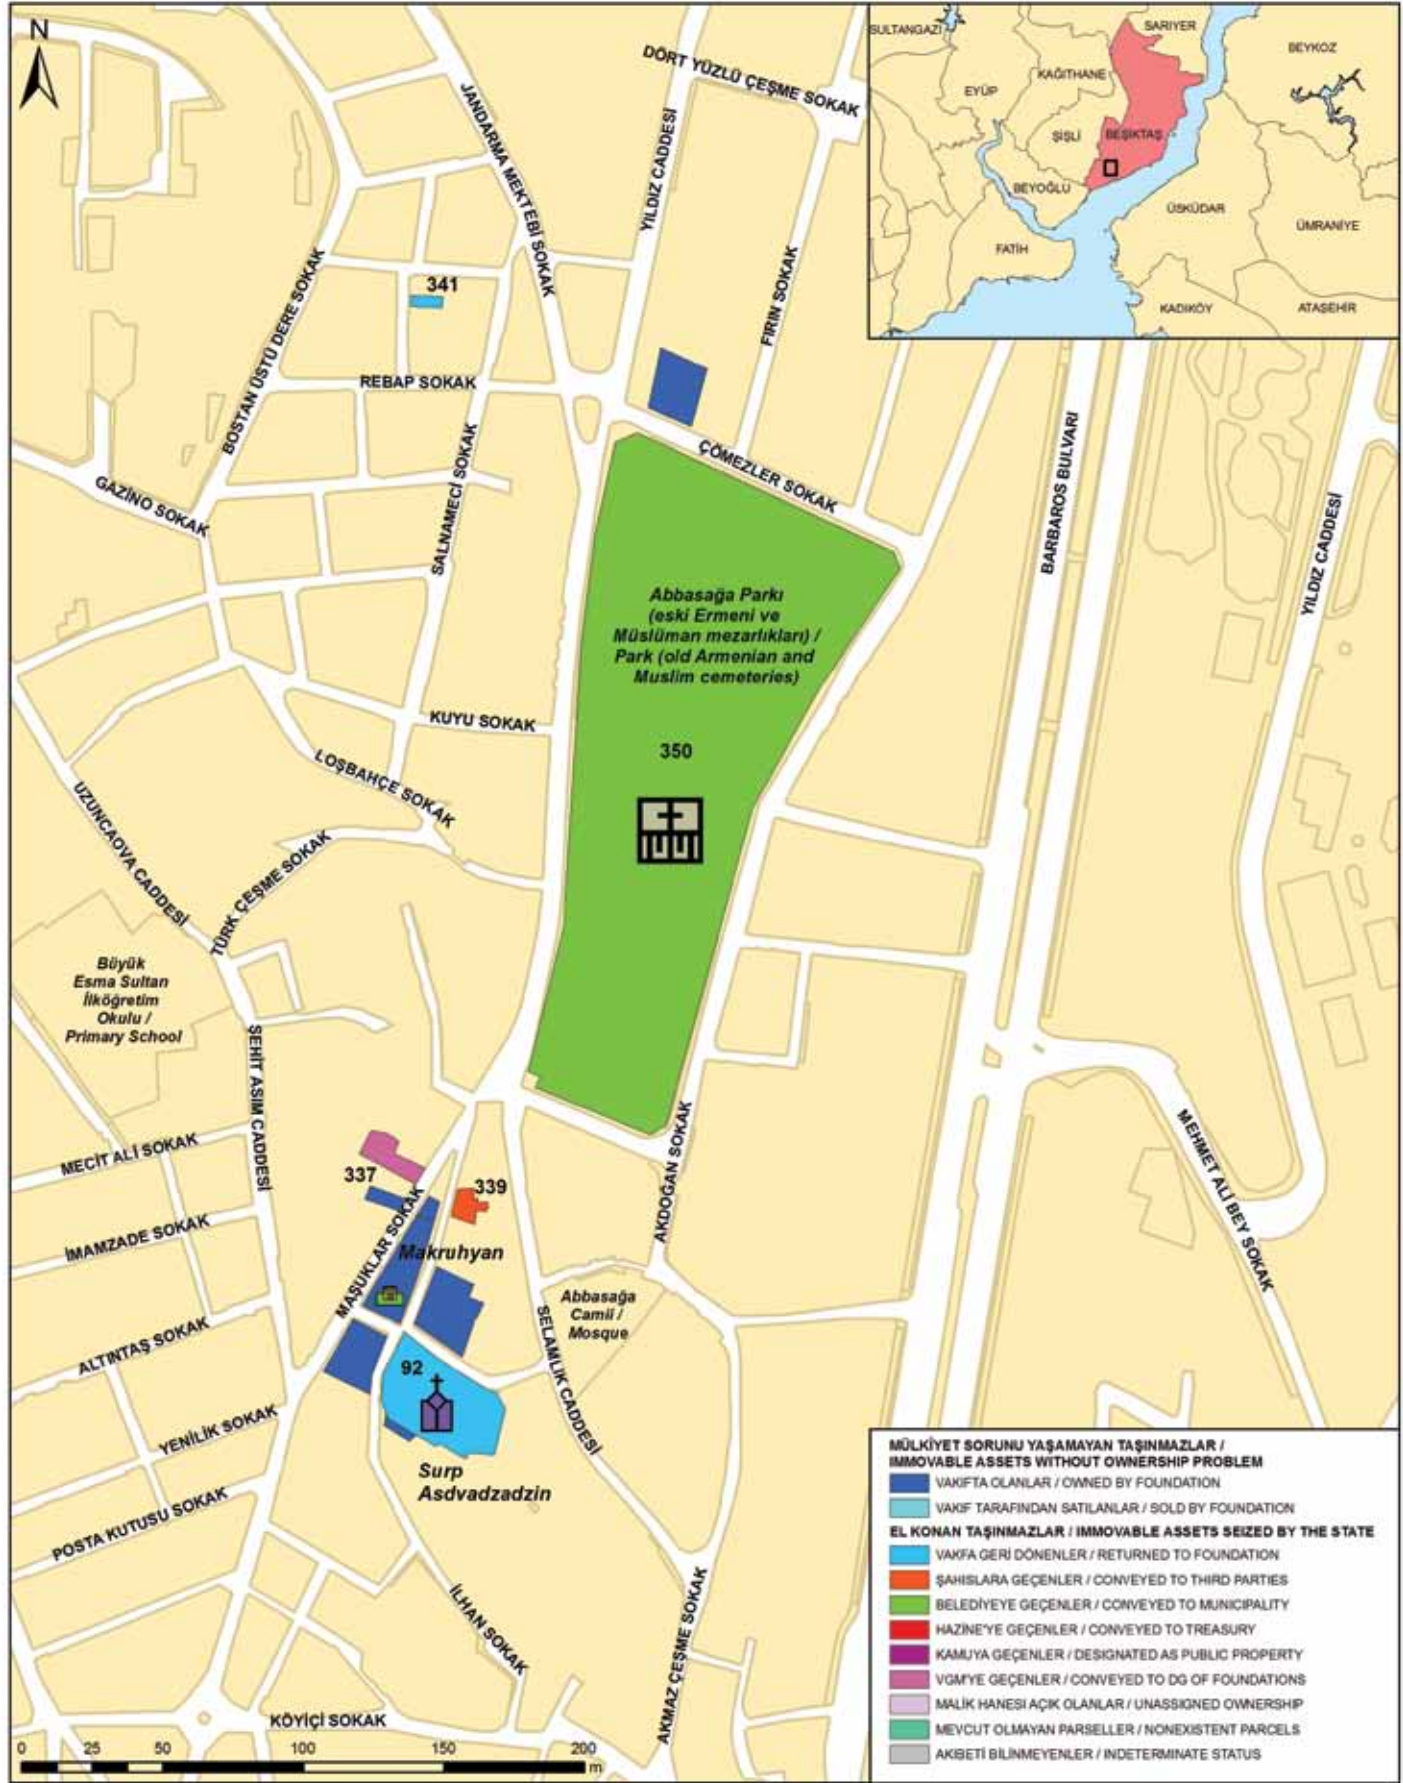 N
DÖRT YÜZLÜ ÇEŞME SOKAK
JANDARMA MEKTEBİ SOKAK
YILDIZ CADDESİ
SULTANGAZİ
SARIYER
BEYKOZ
KAĞITHANE
EYÜP
ŞİŞLİ
BEŞİKTAŞ
BEYOĞLU
ÜSKÜDAR
ÜMRANİYE
FATİH
KADIKÖY
ATAŞEHİR
BOSTAN ÜSTÜ DERE SOKAK
341
FIRIN SOKAK
REBAP SOKAK
ÇÖMEZLER SOKAK
GAZİNO SOKAK
SALNAMECİ SOKAK
BARBAROS BULVARI
YILDIZ CADDESİ
Abbasağa Parkı
(eski Ermeni ve
Müslüman mezarlıkları) /
Park (old Armenian and
Muslim cemeteries)
350
KUYU SOKAK
LOŞBAHÇE SOKAK
UZUNCAOVA CADDESİ
TÜRK ÇEŞME SOKAK
Büyük
Esma Sultan
İlköğretim
Okulu /
Primary School
ŞEHİT ASIM CADDESİ
MECİT ALİ SOKAK
337
339
AKDOĞAN SOKAK
MEHMET ALİ BEY SOKAK
İMAMZADE SOKAK
MAŞUKLAR SOKAK
Makruhyan
ALTINTAŞ SOKAK
SELAMLIK CADDESİ
Abbasağa
Camii /
Mosque
92
YENİLİK SOKAK
Surp
Asdvadzadzin
POSTA KUTUSU SOKAK
İLHAN SOKAK
AKMAZ ÇEŞME SOKAK
KÖYİÇİ SOKAK
0 25 50 100 150 200
m
MÜLKİYET SORUNU YAŞAMAYAN TAŞINMAZLAR /
IMMOVABLE ASSETS WITHOUT OWNERSHIP PROBLEM
VAKIFTA OLANLAR / OWNED BY FOUNDATION
VAKIF TARAFINDAN SATILANLAR / SOLD BY FOUNDATION
EL KONAN TAŞINMAZLAR / IMMOVABLE ASSETS SEIZED BY THE STATE
VAKFA GERİ DÖNENLER / RETURNED TO FOUNDATION
ŞAHISLARA GEÇENLER / CONVEYED TO THIRD PARTIES
BELEDİYEYE GEÇENLER / CONVEYED TO MUNICIPALITY
HAZİNE'YE GEÇENLER / CONVEYED TO TREASURY
KAMUYA GEÇENLER / DESIGNATED AS PUBLIC PROPERTY
VGM'YE GEÇENLER / CONVEYED TO DG OF FOUNDATIONS
MALİK HANESI AÇIK OLANLAR / UNASSIGNED OWNERSHIP
MEVCUT OLMAYAN PARSELLER / NONEXISTENT PARCELS
AKIBETİ BİLİNMEYENLER / INDETERMINATE STATUS